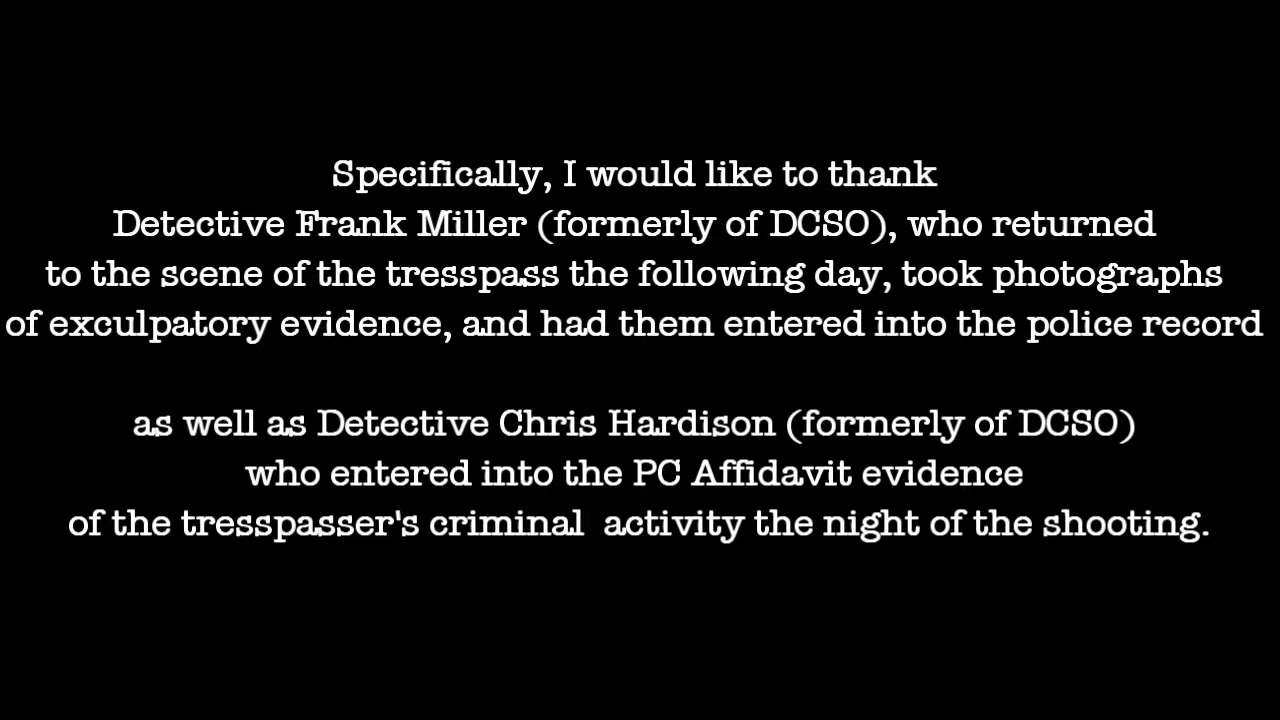 Specifically, I would like to thank
Detective Frank Miller (formerly of DCSO), who returned
to the scene of the tresspass the following day, took photographs
of exculpatory evidence, and had them entered into the police record
as well as Detective Chris Hardison (formerly of DCSO)
who entered into the PC Affidavit evidence
of the tresspasser's criminal  activity the night of the shooting.